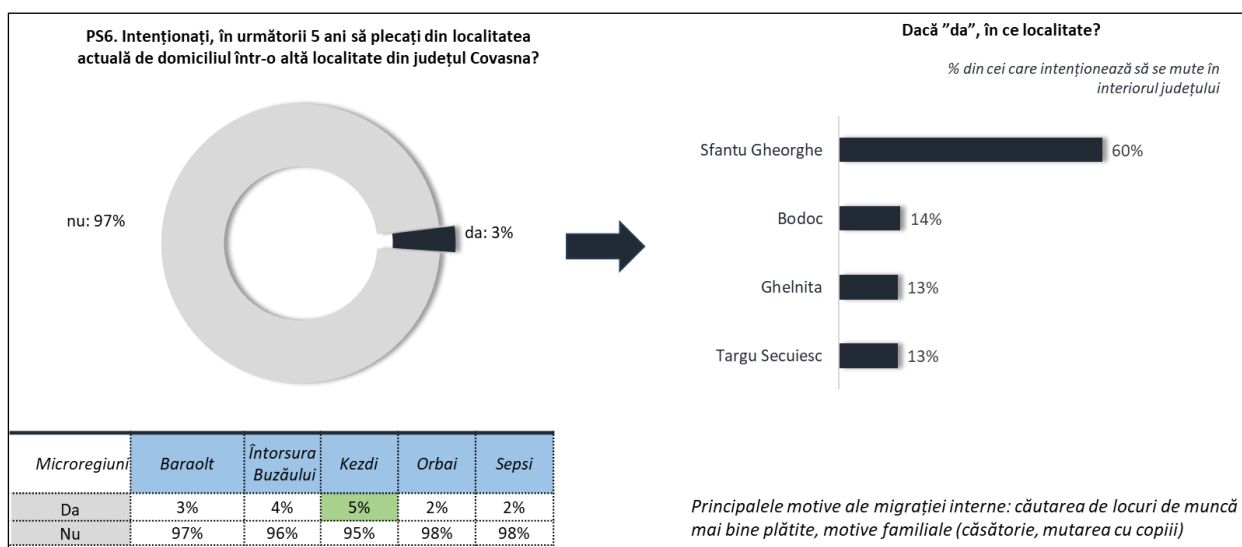 PS6. Intenționați, în următorii 5 ani să plecați din localitatea
actuală de domiciliul într-o altă localitate din județul Covasna?
nu: 97%
da: 3%
Dacă ”da”, în ce localitate?
% din cei care intenționează să se mute în
interiorul județului
Sfantu Gheorghe 60%
Bodoc 14%
Ghelnita 13%
Targu Secuiesc 13%
Microregiuni Baraolt Întorsura Buzăului Kezdi Orbai Sepsi
Da 3% 4% 5% 2% 2%
Nu 97% 96% 95% 98% 98%
Principalele motive ale migrației interne: căutarea de locuri de muncă
mai bine plătite, motive familiale (căsătorie, mutarea cu copiii)